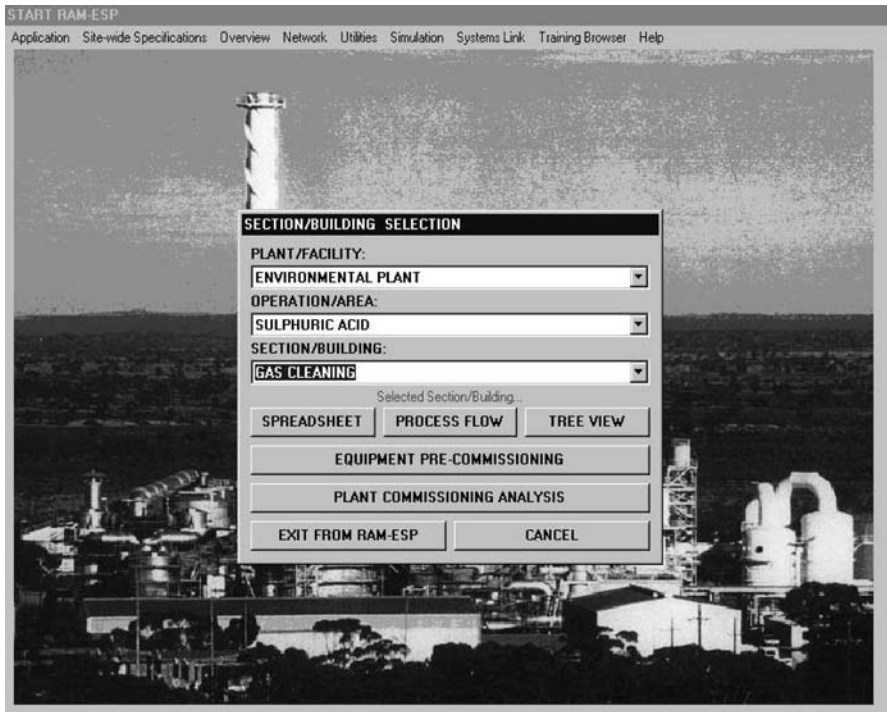 START RAM-ESP
Application Site-wide Specifications Overview Network Utilities Simulation Systems Link Training Browser Help
SECTION/BUILDING SELECTION
PLANT/FACILITY:
ENVIRONMENTAL PLANT
OPERATION/AREA:
SULPHURIC ACID
SECTION/BUILDING:
GAS CLEANING
Selected Section/Building...
SPREADSHEET PROCESS FLOW TREE VIEW
EQUIPMENT PRE-COMMISSIONING
PLANT COMMISSIONING ANALYSIS
EXIT FROM RAM-ESP CANCEL